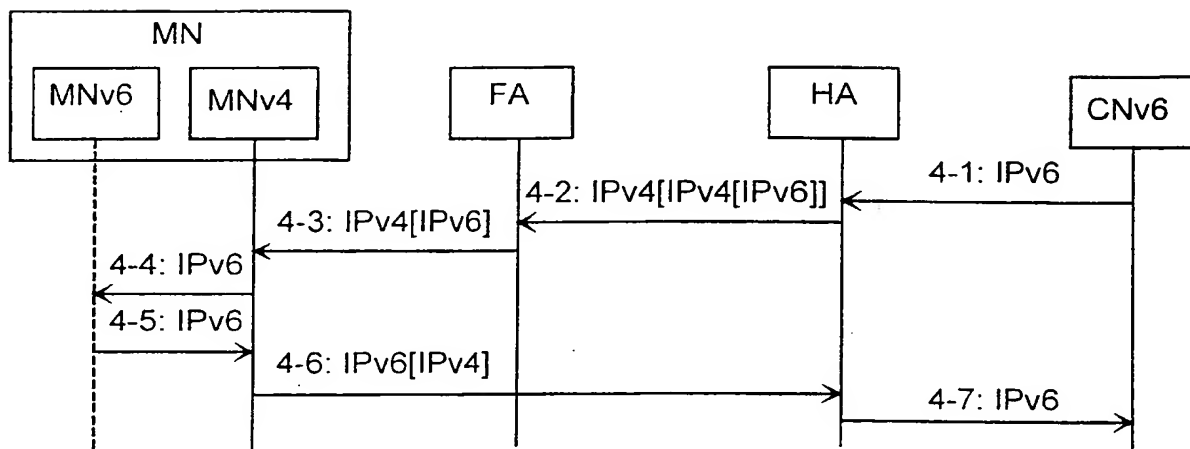 MN
MNv6
MNv4
FA
HA
CNv6
4-1: IPv6
4-2: IPv4[IPv4[IPv6]]
4-3: IPv4[IPv6]
4-4: IPv6
4-5: IPv6
4-6: IPv6[IPv4]
4-7: IPv6